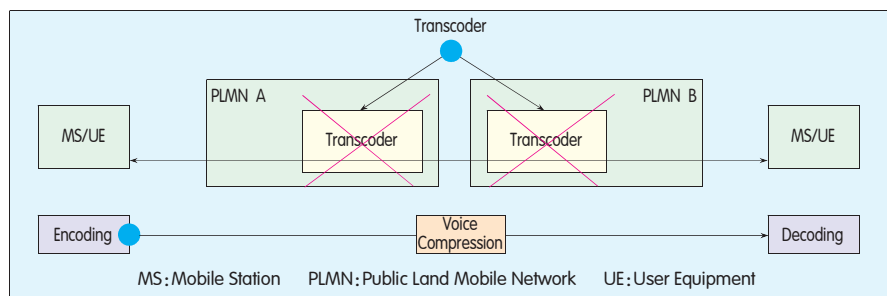 Transcoder
PLMN A
PLMN B
MS/UE
Transcoder
Transcoder
MS/UE
Encoding
Voice
Compression
Decoding
MS:Mobile Station PLMN:Public Land Mobile Network UE:User Equipment